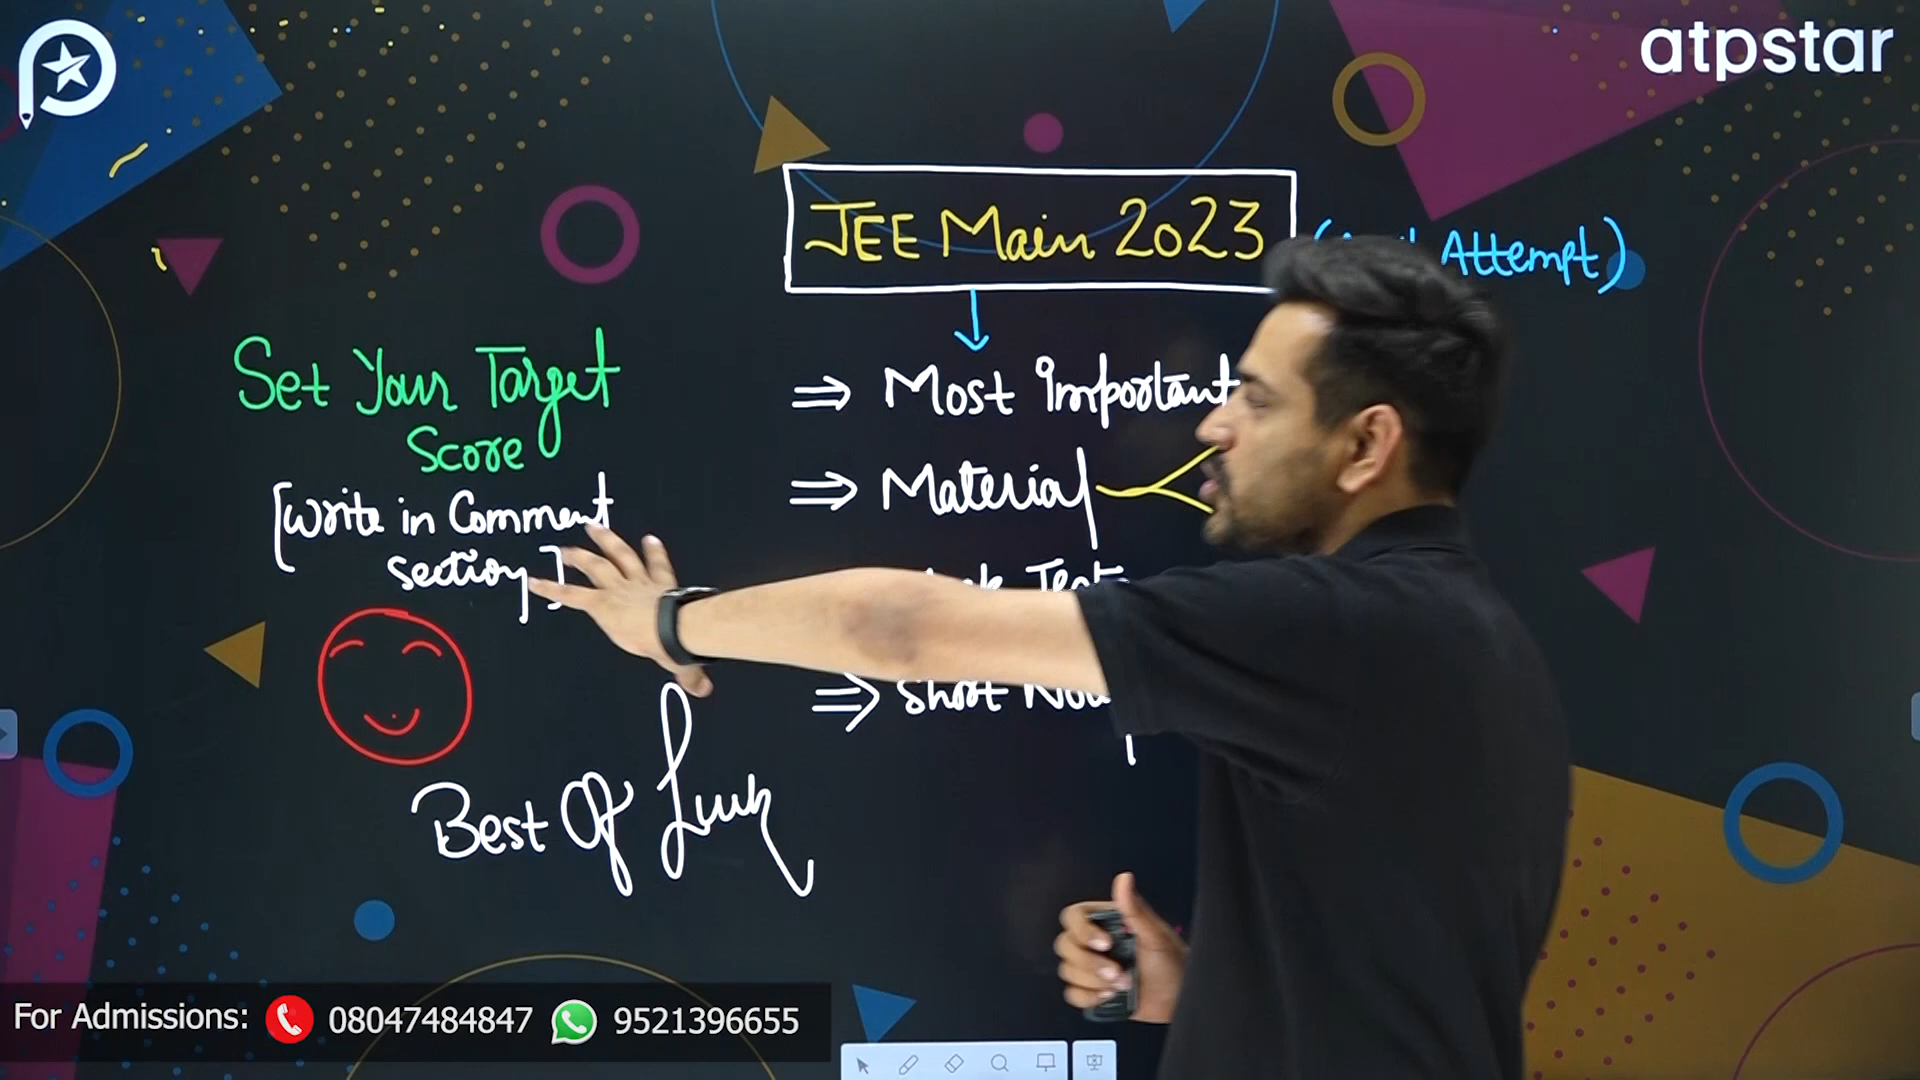 atpstar
JEE Main 2023
Attempt)
Set Your Target
Score
[Write in Comment
section]
⇒ Most Important
⇒ Material
⇒ Short
Best Of Luck
For Admissions: 08047484847 9521396655